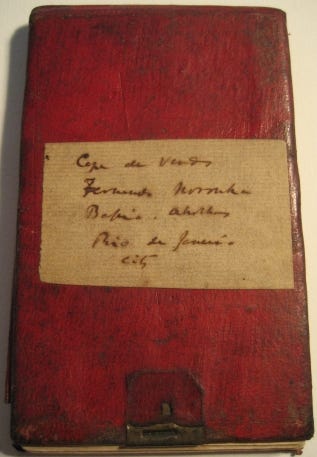 Cape de Verds
Fernando Noronha
Bahia. Abrolhos
Rio de Janeiro
City